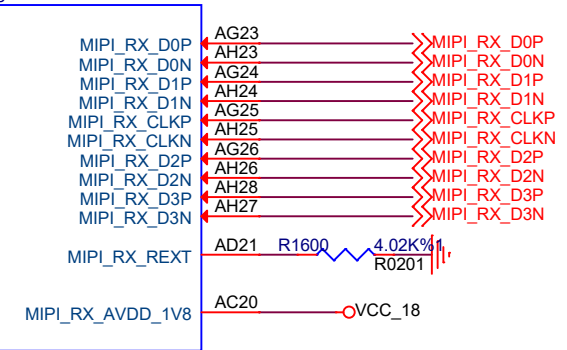 MIPI_RX_D0P AG23 MIPI_RX_D0P
MIPI_RX_D0N AH23 MIPI_RX_D0N
MIPI_RX_D1P AG24 MIPI_RX_D1P
MIPI_RX_D1N AH24 MIPI_RX_D1N
MIPI_RX_CLKP AG25 MIPI_RX_CLKP
MIPI_RX_CLKN AH25 MIPI_RX_CLKN
MIPI_RX_D2P AG26 MIPI_RX_D2P
MIPI_RX_D2N AH26 MIPI_RX_D2N
MIPI_RX_D3P AH28 MIPI_RX_D3P
MIPI_RX_D3N AH27 MIPI_RX_D3N
MIPI_RX_REXT AD21 R1600 4.02K%1
R0201
MIPI_RX_AVDD_1V8 AC20 VCC_18